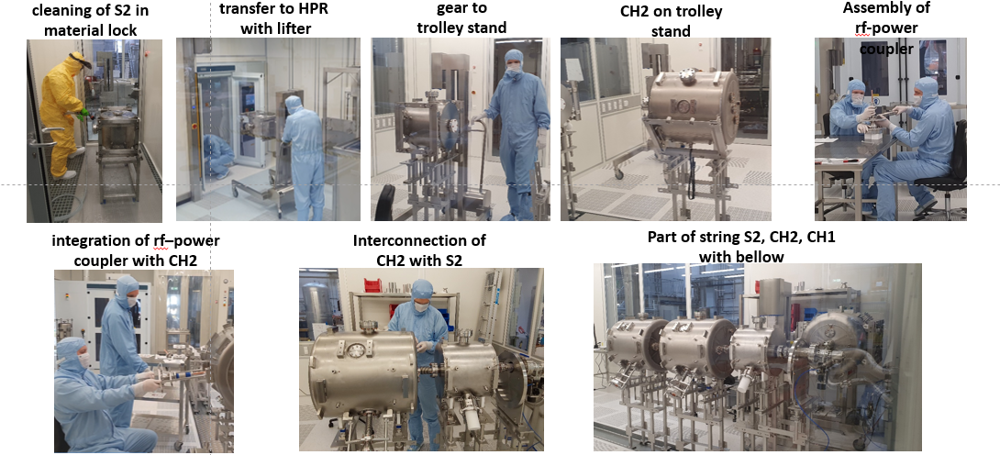 cleaning of S2 in
material lock
transfer to HPR
with lifter
gear to
trolley stand
CH2 on trolley
stand
Assembly of
rf-power
coupler
integration of rf–power
coupler with CH2
Interconnection of
CH2 with S2
Part of string S2, CH2, CH1
with bellow